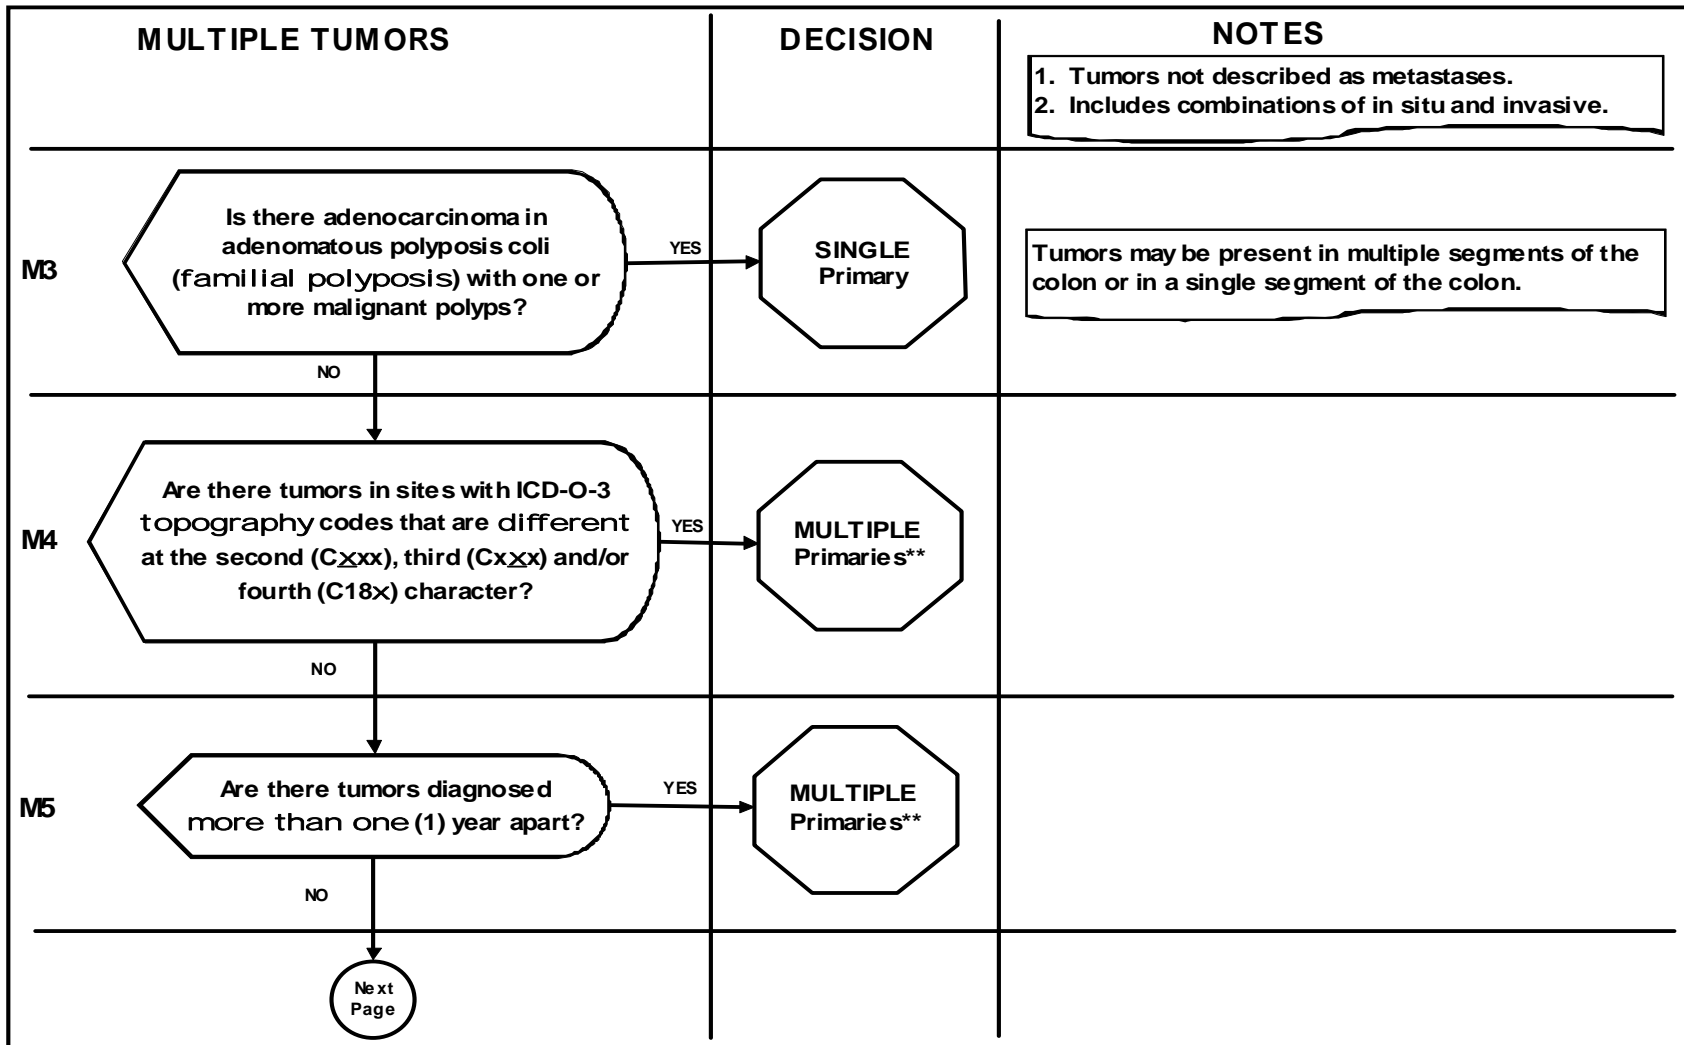 MULTIPLE TUMORS
DECISION
NOTES
1. Tumors not described as metastases.
2. Includes combinations of in situ and invasive.
M3
Is there adenocarcinoma in
adenomatous polyposis coli
(familial polyposis) with one or
more malignant polyps?
YES
SINGLE
Primary
Tumors may be present in multiple segments of the
colon or in a single segment of the colon.
NO
M4
Are there tumors in sites with ICD-O-3
topography codes that are different
at the second (Cxxx), third (Cxxx) and/or
fourth (C18x) character?
YES
MULTIPLE
Primaries**
NO
M5
Are there tumors diagnosed
more than one (1) year apart?
YES
MULTIPLE
Primaries**
NO
Next
Page